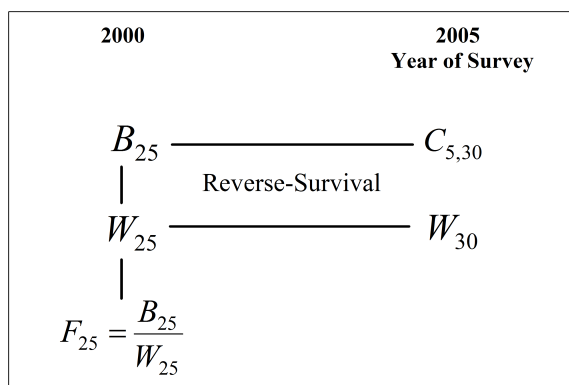 2000 2005
Year of Survey
B₂₅ C₅,₃₀
Reverse-Survival
W₂₅ W₃₀
F₂₅ = B₂₅ / W₂₅